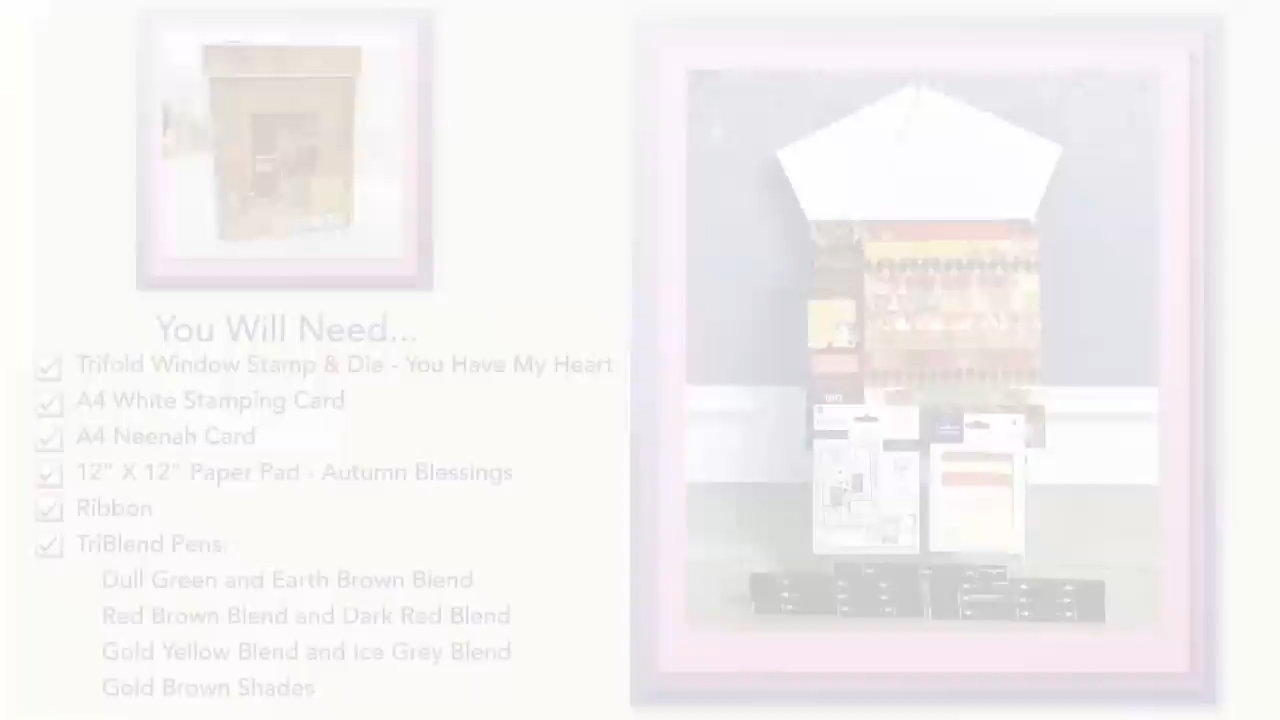 You Will Need...
Trifold Window Stamp & Die - You Have My Heart
A4 White Stamping Card
A4 Neenah Card
12" X 12" Paper Pad - Autumn Blessings
Ribbon
TriBlend Pens.
Dull Green and Earth Brown Blend
Red Brown Blend and Dark Red Blend
Gold Yellow Blend and Ice Grey Blend
Gold Brown Shades